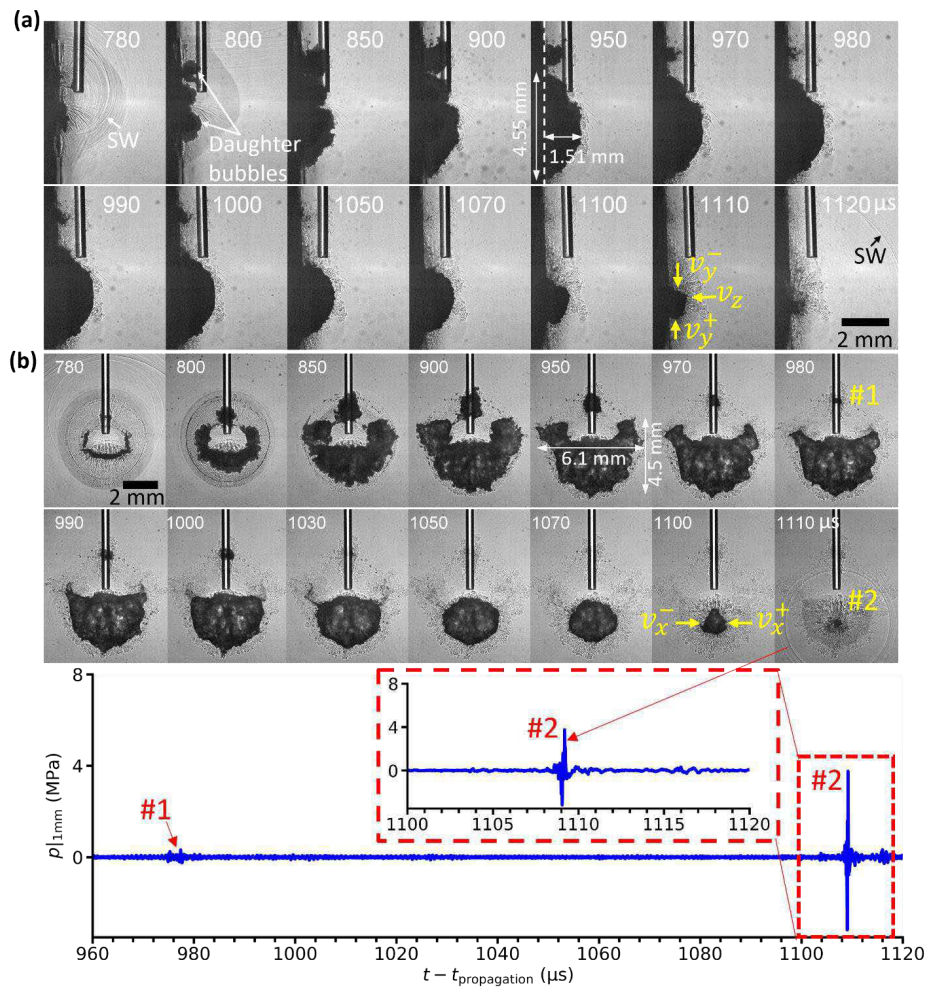 (a)
780 800 850 900 950 970 980
SW
Daughter
bubbles
4.55 mm
1.51 mm
990 1000 1050 1070 1100 1110 1120 μs
SW
v_y^-
v_z
v_y^+
2 mm
(b)
780 800 850 900 950 970 980
#1
2 mm
6.1 mm
4.5 mm
990 1000 1030 1050 1070 1100 1110 μs
#2
v_x^- v_x^+
8
4
0
p|1mm (MPa)
#1
8
4
0
#2
1100 1105 1110 1115 1120
#2
960 980 1000 1020 1040 1060 1080 1100 1120
t − t_propagation (μs)